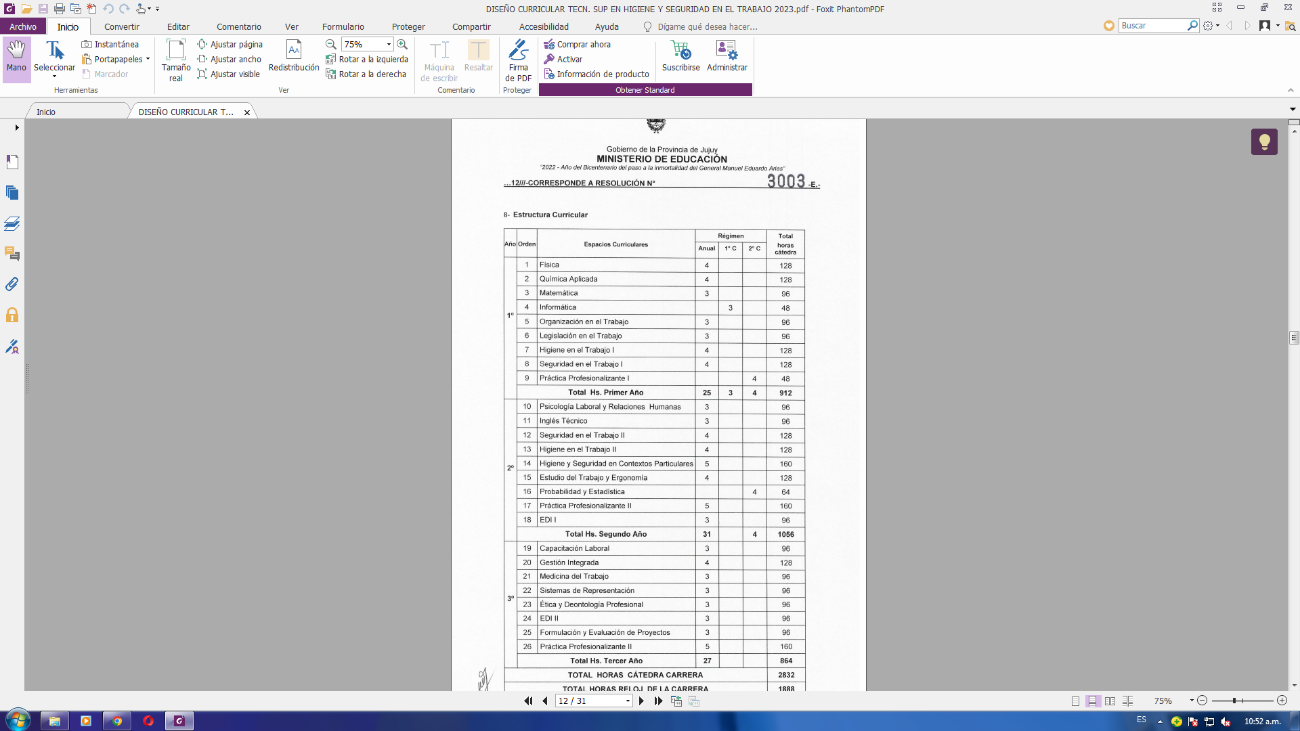 DISEÑO CURRICULAR TECN. SUP EN HIGIENE Y SEGURIDAD EN EL TRABAJO 2023.pdf - Foxit PhantomPDF
Archivo Inicio Convertir Editar Comentario Ver Formulario Proteger Compartir Accesibilidad Ayuda Dígame qué desea hacer... Buscar
Mano Seleccionar Instantánea Portapapeles Marcador
Herramientas
Tamaño real Ajustar página Ajustar ancho Ajustar visible Redistribución 75% Rotar a la izquierda Rotar a la derecha
Ver
Máquina de escribir Resaltar
Comentario
Firma de PDF
Proteger
Comprar ahora Activar Información de producto Suscribirse Administrar
Obtener Standard
Inicio DISEÑO CURRICULAR T...
Gobierno de la Provincia de Jujuy
MINISTERIO DE EDUCACIÓN
"2022 - Año del Bicentenario del paso a la inmortalidad del General Manuel Eduardo Arias"
...12///-CORRESPONDE A RESOLUCIÓN N° 3003 -E.-
8- Estructura Curricular
Año Orden Espacios Curriculares Régimen Total horas cátedra
Anual 1° C 2° C
1°
1 Física 4 128
2 Química Aplicada 4 128
3 Matemática 3 96
4 Informática 3 48
5 Organización en el Trabajo 3 96
6 Legislación en el Trabajo 3 96
7 Higiene en el Trabajo I 4 128
8 Seguridad en el Trabajo I 4 128
9 Práctica Profesionalizante I 4 48
Total Hs. Primer Año 25 3 4 912
2°
10 Psicología Laboral y Relaciones Humanas 3 96
11 Inglés Técnico 3 96
12 Seguridad en el Trabajo II 4 128
13 Higiene en el Trabajo II 4 128
14 Higiene y Seguridad en Contextos Particulares 5 160
15 Estudio del Trabajo y Ergonomía 4 128
16 Probabilidad y Estadística 4 64
17 Práctica Profesionalizante II 5 160
18 EDI I 3 96
Total Hs. Segundo Año 31 4 1056
3°
19 Capacitación Laboral 3 96
20 Gestión Integrada 4 128
21 Medicina del Trabajo 3 96
22 Sistemas de Representación 3 96
23 Ética y Deontología Profesional 3 96
24 EDI II 3 96
25 Formulación y Evaluación de Proyectos 3 96
26 Práctica Profesionalizante II 5 160
Total Hs. Tercer Año 27 864
TOTAL HORAS CÁTEDRA CARRERA 2832
TOTAL HORAS RELOJ DE LA CARRERA 1888
12 / 31 75%
ES 10:52 a.m.